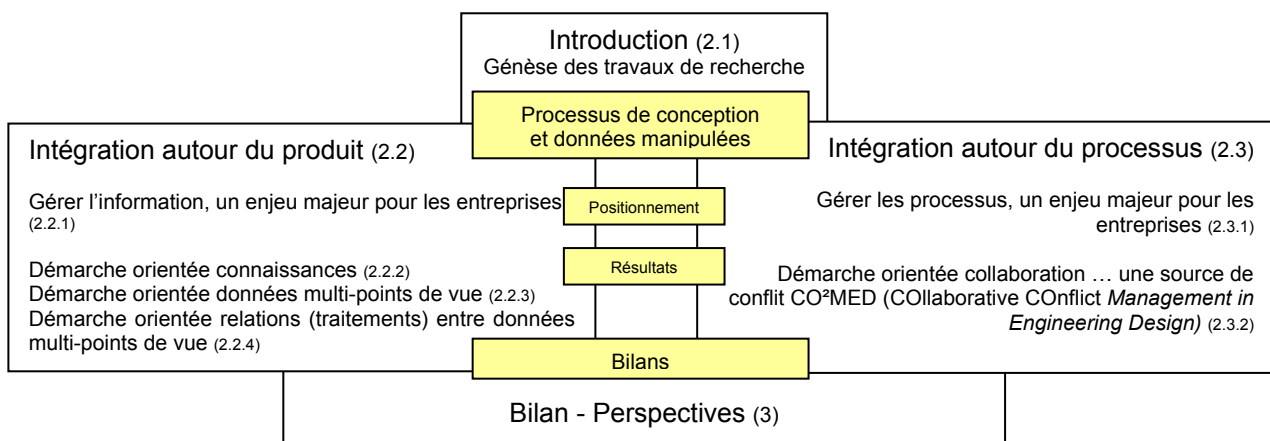 Introduction (2.1)
Génèse des travaux de recherche
Processus de conception
et données manipulées
Intégration autour du produit (2.2)
Gérer l'information, un enjeu majeur pour les entreprises
(2.2.1)
Démarche orientée connaissances (2.2.2)
Démarche orientée données multi-points de vue (2.2.3)
Démarche orientée relations (traitements) entre données
multi-points de vue (2.2.4)
Positionnement
Résultats
Bilans
Intégration autour du processus (2.3)
Gérer les processus, un enjeu majeur pour les
entreprises (2.3.1)
Démarche orientée collaboration … une source de
conflit CO²MED (COllaborative COnflict Management in
Engineering Design) (2.3.2)
Bilan - Perspectives (3)